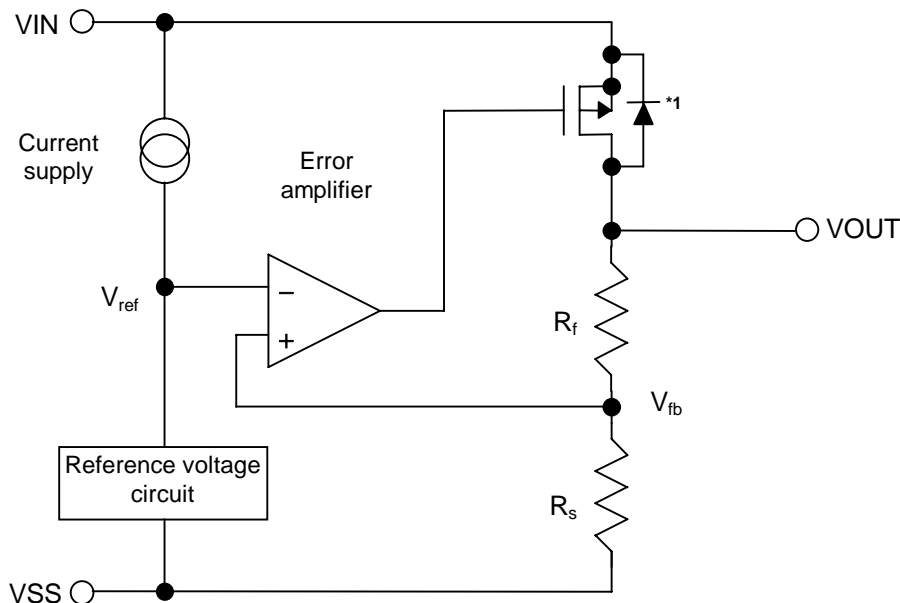 VIN
*1
Current
supply
Error
amplifier
VOUT
Vref
−
+
Rf
Vfb
Reference voltage
circuit
Rs
VSS